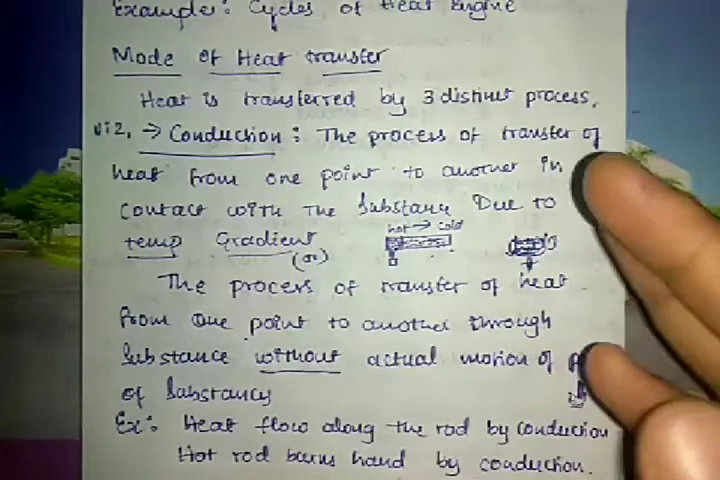 Example: Cycles of Heat Engine
Mode of Heat transfer
Heat is transferred by 3 distinct process.
viz, → Conduction: The process of transfer of
heat from one point to another in
contact with the Substance Due to
hot → cold
temp Gradient
(or)
The process of transfer of heat
from one point to another through
Substance without actual motion of
of Substances
Ex: Heat flow along the rod by conduction
Hot rod burns hand by conduction.